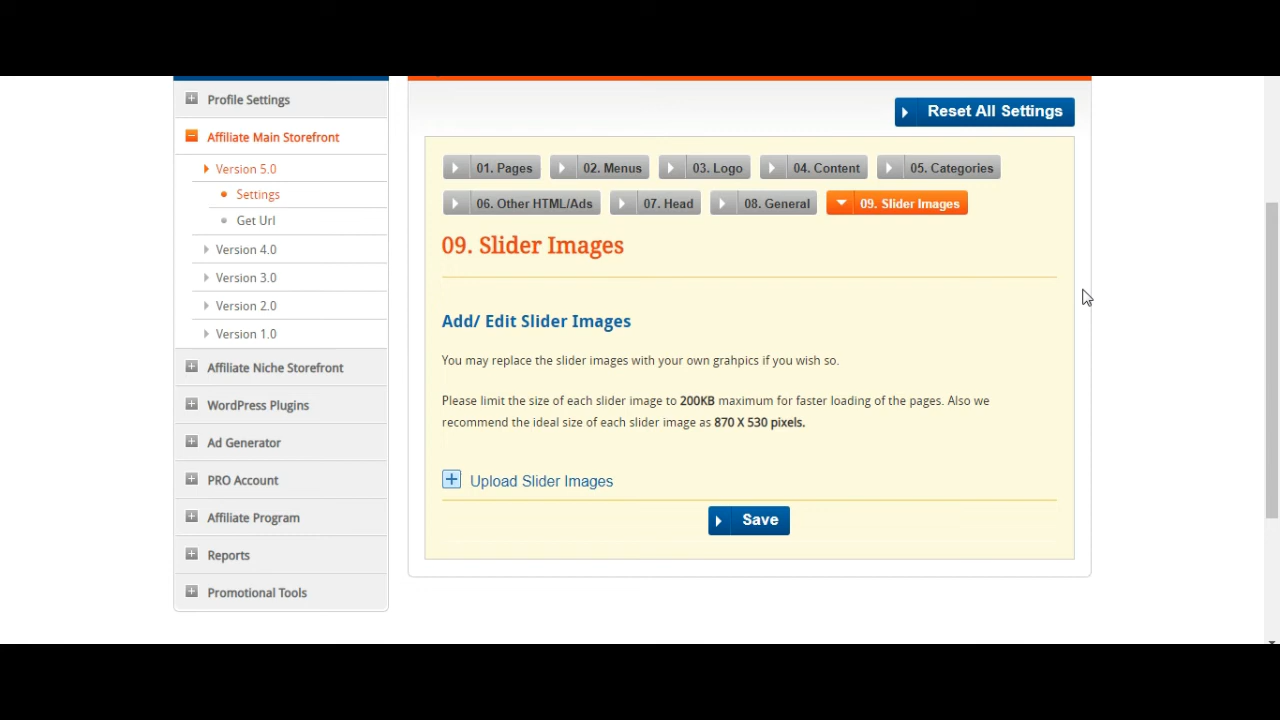 Profile Settings
Affiliate Main Storefront
Version 5.0
Settings
Get Url
Version 4.0
Version 3.0
Version 2.0
Version 1.0
Affiliate Niche Storefront
WordPress Plugins
Ad Generator
PRO Account
Affiliate Program
Reports
Promotional Tools
Reset All Settings
01. Pages
02. Menus
03. Logo
04. Content
05. Categories
06. Other HTML/Ads
07. Head
08. General
09. Slider Images
09. Slider Images
Add/ Edit Slider Images
You may replace the slider images with your own grahpics if you wish so.
Please limit the size of each slider image to 200KB maximum for faster loading of the pages. Also we
recommend the ideal size of each slider image as 870 X 530 pixels.
Upload Slider Images
Save